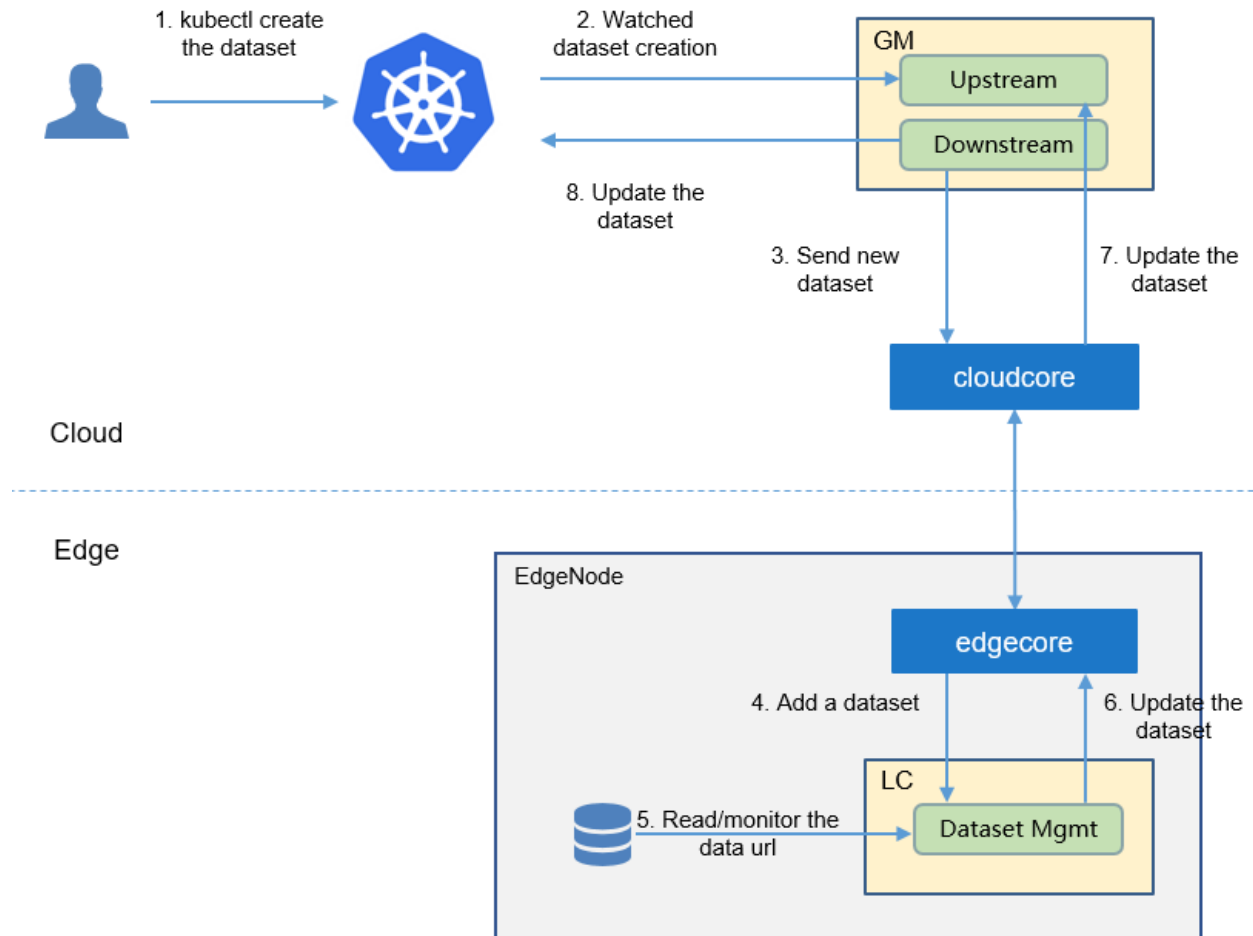 1. kubectl create
the dataset
2. Watched
dataset creation
GM
Upstream
Downstream
8. Update the
dataset
3. Send new
dataset
7. Update the
dataset
cloudcore
Cloud
Edge
EdgeNode
edgecore
4. Add a dataset
6. Update the
dataset
LC
5. Read/monitor the
data url
Dataset Mgmt